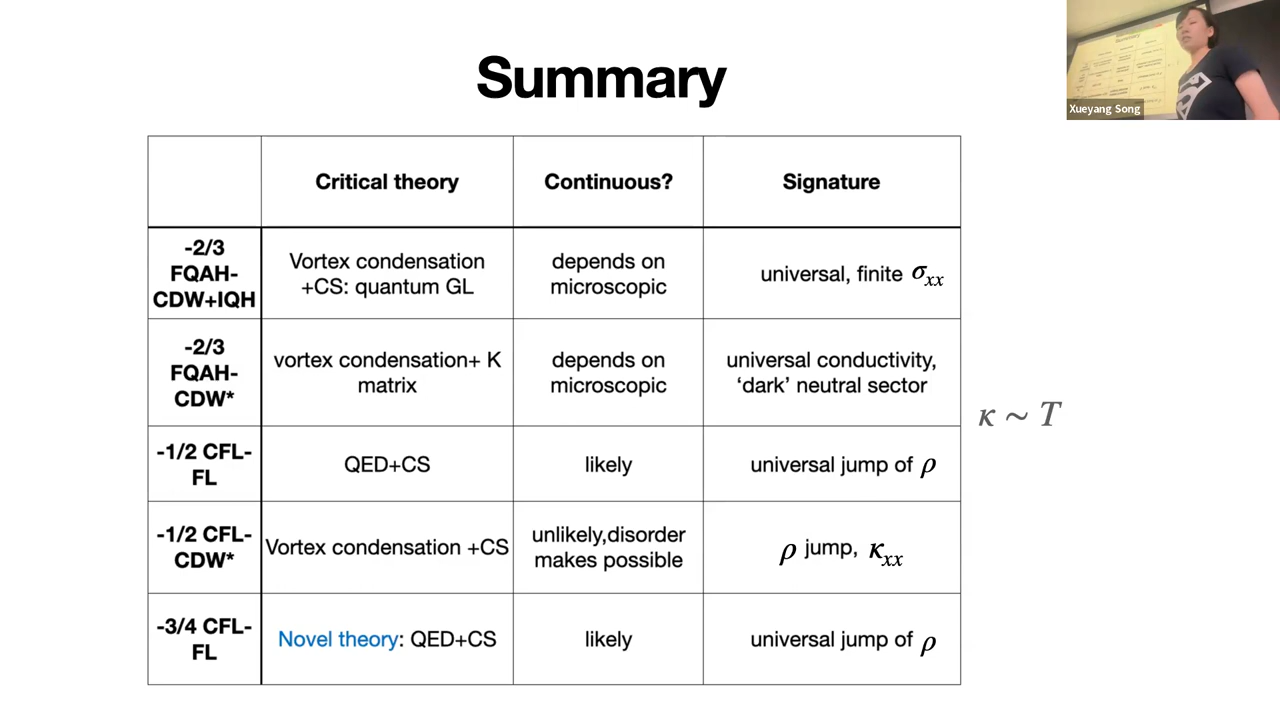 Summary
Xueyang Song
Critical theory
Continuous?
Signature
-2/3
FQAH-
CDW+IQH
Vortex condensation
+CS: quantum GL
depends on
microscopic
universal, finite σxx
-2/3
FQAH-
CDW*
vortex condensation+ K
matrix
depends on
microscopic
universal conductivity,
‘dark’ neutral sector
κ ~ T
-1/2 CFL-
FL
QED+CS
likely
universal jump of ρ
-1/2 CFL-
CDW*
Vortex condensation +CS
unlikely,disorder
makes possible
ρ jump, κxx
-3/4 CFL-
FL
Novel theory: QED+CS
likely
universal jump of ρ